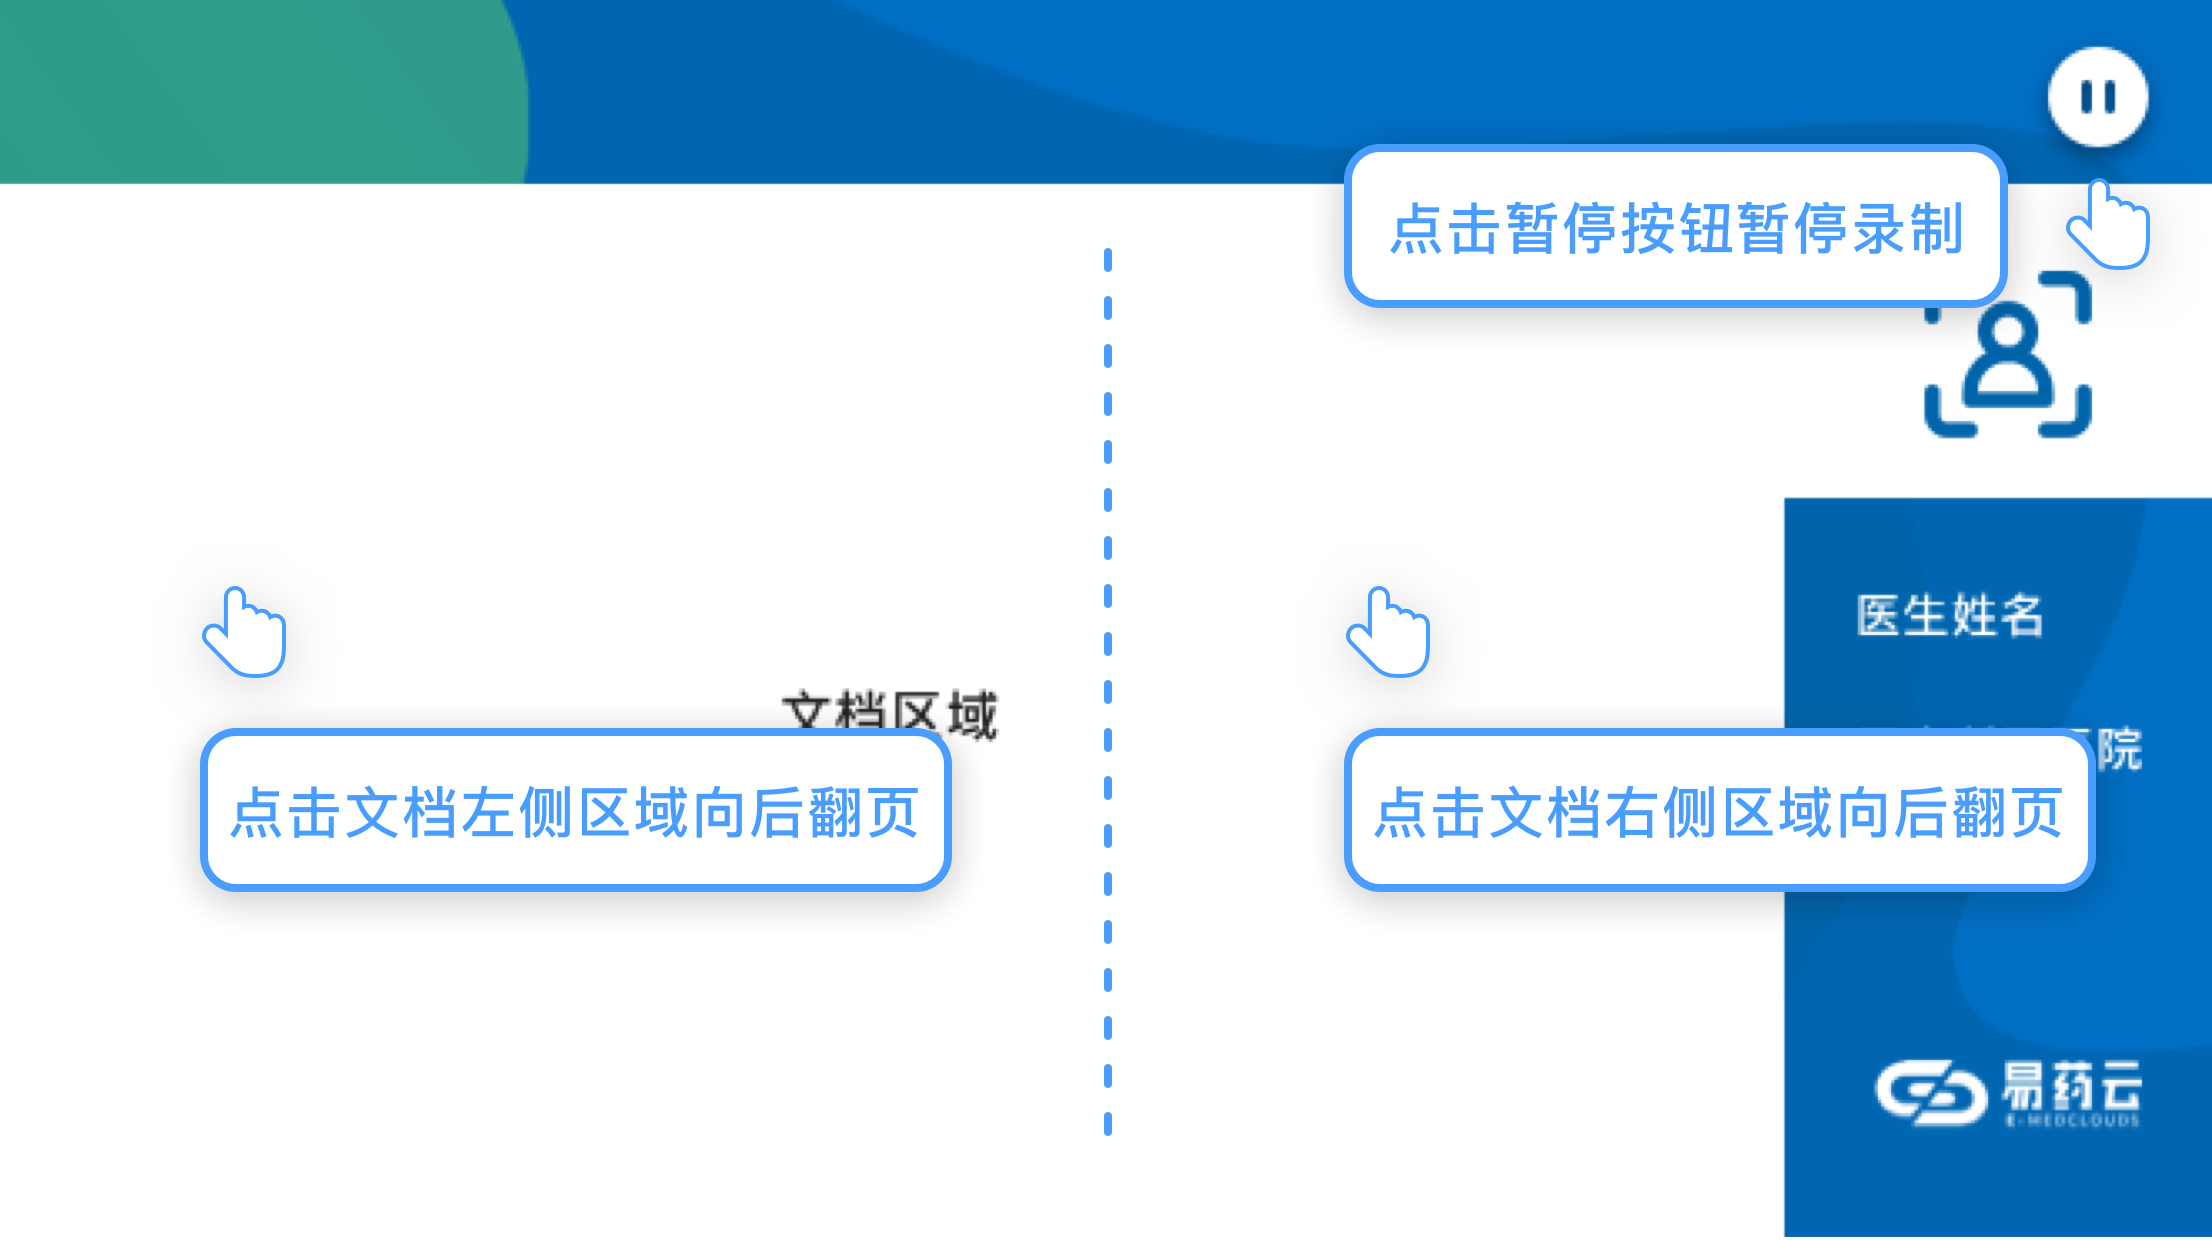 点击暂停按钮暂停录制
医生姓名
文档区域
院
点击文档左侧区域向后翻页
点击文档右侧区域向后翻页
易药云
E-MEDCLOUDS